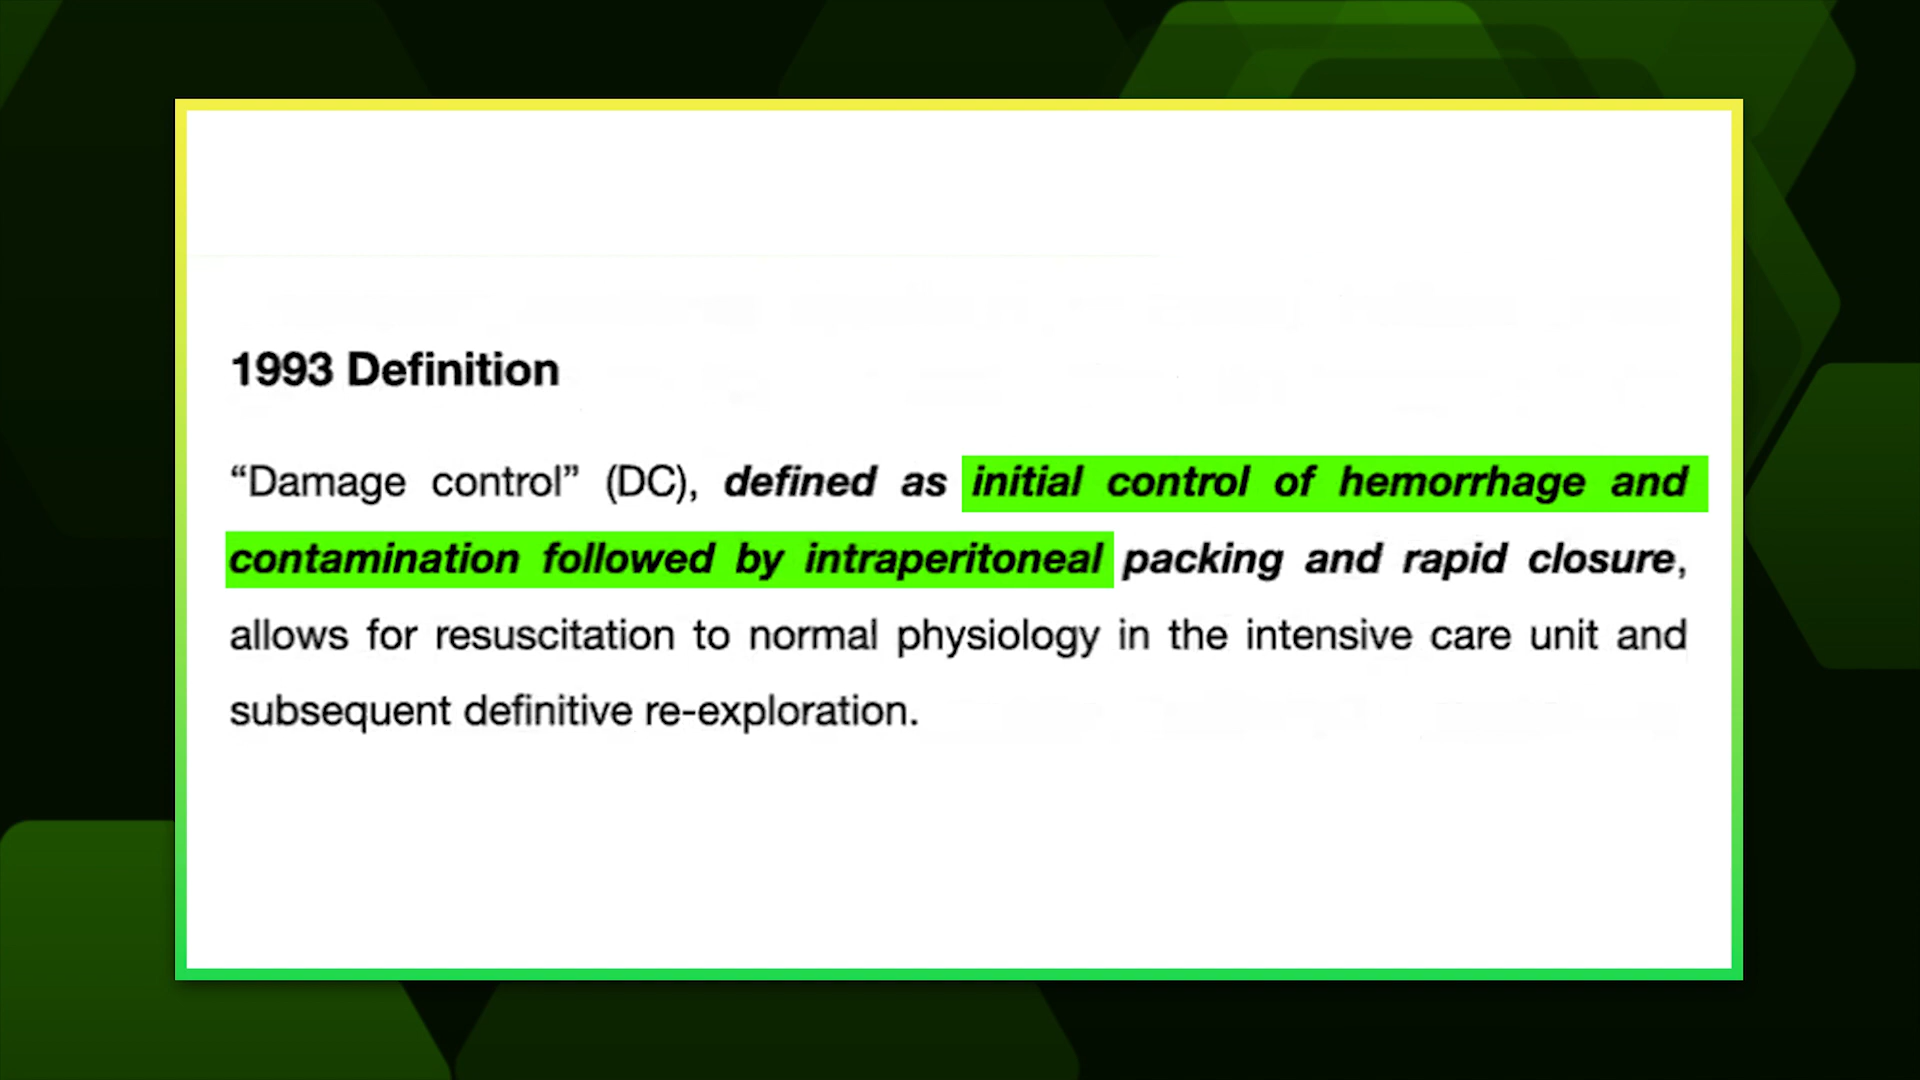 1993 Definition
“Damage control” (DC), defined as initial control of hemorrhage and
contamination followed by intraperitoneal packing and rapid closure,
allows for resuscitation to normal physiology in the intensive care unit and
subsequent definitive re-exploration.